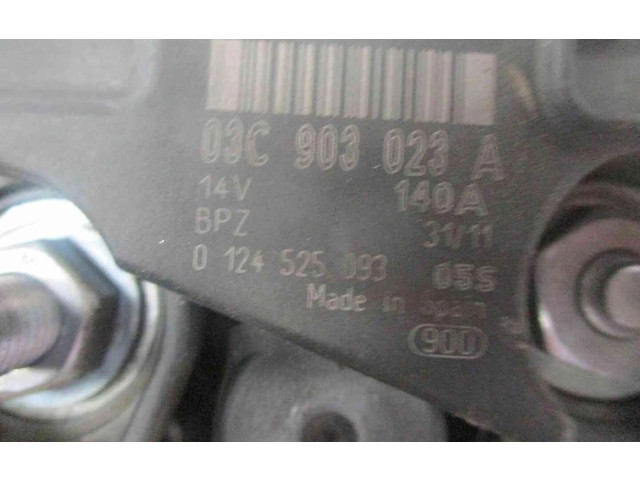 03C 903 023 A
14V 140A
BPZ 31/11
0 124 525 093 05S
Made in Spain
900